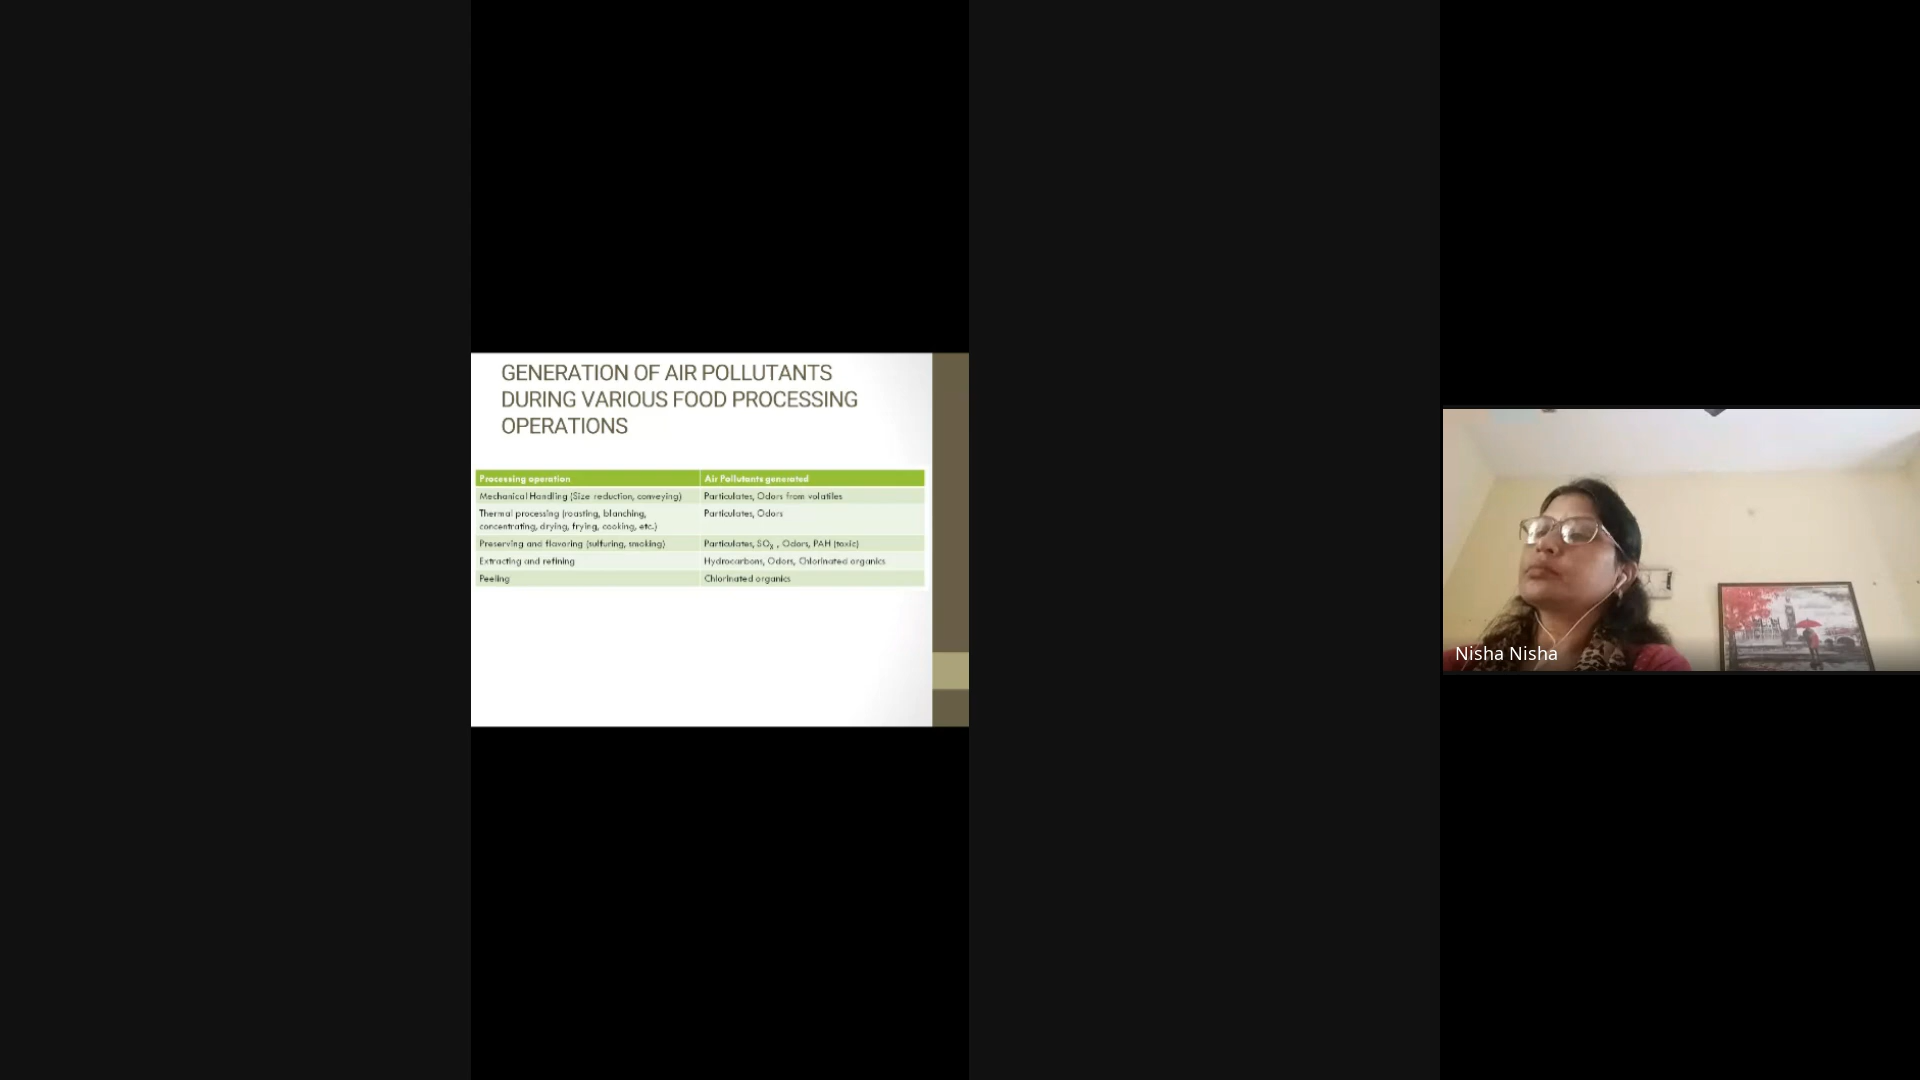 GENERATION OF AIR POLLUTANTS
DURING VARIOUS FOOD PROCESSING
OPERATIONS
Processing operation Air Pollutants generated
Mechanical Handling (Size reduction, conveying) Particulates, Odors from volatiles
Thermal processing (roasting, blanching, Particulates, Odors
concentrating, drying, frying, cooking, etc.)
Preserving and flavoring (sulfuring, smoking) Particulates, SOX , Odors, PAH (toxic)
Extracting and refining Hydrocarbons, Odors, Chlorinated organics
Peeling Chlorinated organics
Nisha Nisha